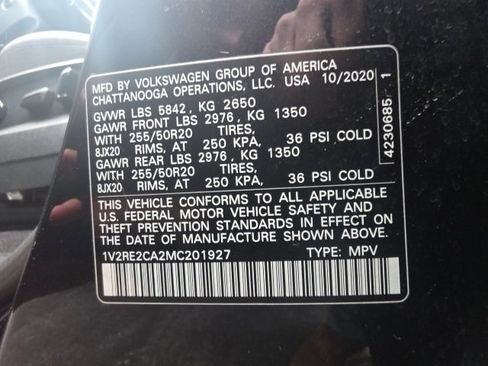 MFD BY VOLKSWAGEN GROUP OF AMERICA
CHATTANOOGA OPERATIONS, LLC. USA 10/2020
GVWR LBS 5842, KG 2650
GAWR FRONT LBS 2976, KG 1350
WITH 255/50R20 TIRES,
8JX20 RIMS, AT 250 KPA, 36 PSI COLD
GAWR REAR LBS 2976, KG 1350
WITH 255/50R20 TIRES,
8JX20 RIMS, AT 250 KPA, 36 PSI COLD
THIS VEHICLE CONFORMS TO ALL APPLICABLE
U.S. FEDERAL MOTOR VEHICLE SAFETY AND
THEFT PREVENTION STANDARDS IN EFFECT ON
THE DATE OF MANUFACTURE SHOWN ABOVE.
1V2RE2CA2MC201927 TYPE: MPV
4230685 1